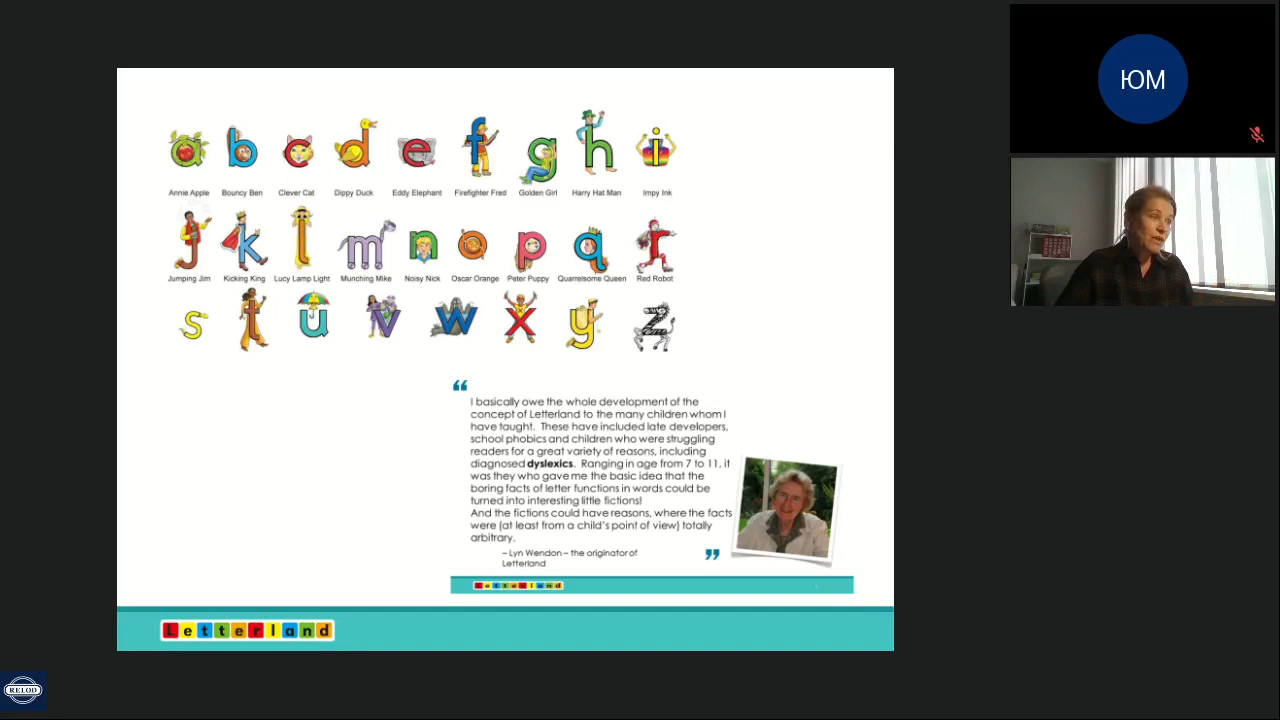 ЮМ
a b c d e f g h i
Annie Apple Bouncy Ben Clever Cat Dippy Duck Eddy Elephant Firefighter Fred Golden Girl Harry Hat Man Impy Ink
j k l m n o p q r
Jumping Jim Kicking King Lucy Lamp Light Munching Mike Noisy Nick Oscar Orange Peter Puppy Quarrelsome Queen Red Robot
s t u v w x y z
“
I basically owe the whole development of the
concept of Letterland to the many children whom I
have taught. These have included late developers,
school phobics and children who were struggling
readers for a great variety of reasons, including
diagnosed dyslexics. Ranging in age from 7 to 11, it
was they who gave me the basic idea that the
boring facts of letter functions in words could be
turned into interesting little fictions!
And the fictions could have reasons, where the facts
were (at least from a child's point of view) totally
arbitrary.
”
– Lyn Wendon – the originator of
Letterland
Letterland
Letterland
RELOD